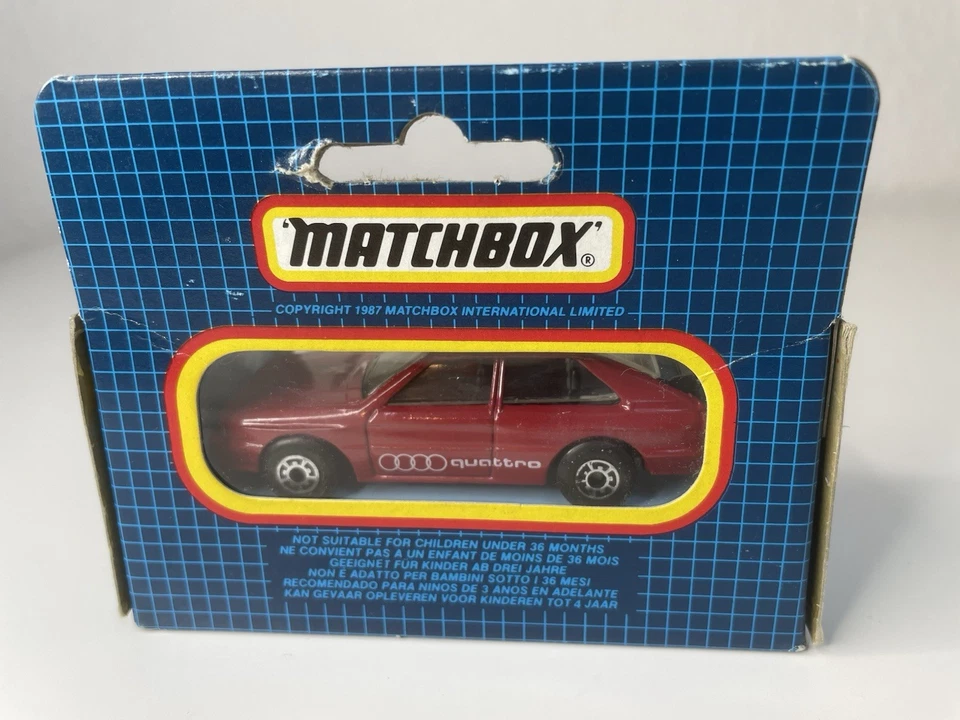 'MATCHBOX'®
COPYRIGHT 1987 MATCHBOX INTERNATIONAL LIMITED
quattro
NOT SUITABLE FOR CHILDREN UNDER 36 MONTHS
NE CONVIENT PAS A UN ENFANT DE MOINS DE 36 MOIS
GEEIGNET FUR KINDER AB DREI JAHRE
NON É ADATTO PER BAMBINI SOTTO I 36 MESI
RECOMENDADO PARA NINOS DE 3 ANOS EN ADELANTE
KAN GEVAAR OPLEVEREN VOOR KINDEREN TOT 4 JAAR